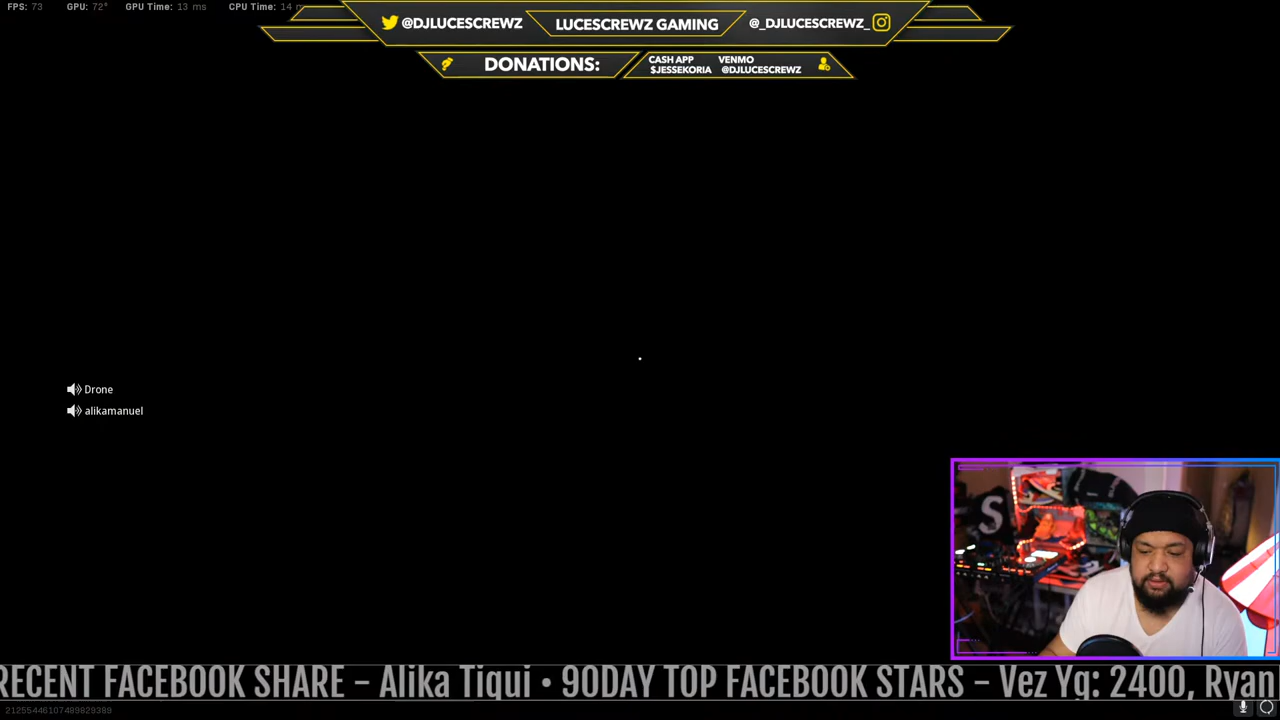 FPS: 73 GPU: 72° GPU Time: 13 ms CPU Time: 14 m
@DJLUCESCREWZ LUCESCREWZ GAMING @_DJLUCESCREWZ_
DONATIONS:
CASH APP VENMO
$JESSEKORIA @DJLUCESCREWZ
Drone
alikamanuel
S
RECENT FACEBOOK SHARE - Alika Tiqui • 90DAY TOP FACEBOOK STARS - Vez Yg: 2400, Ryan